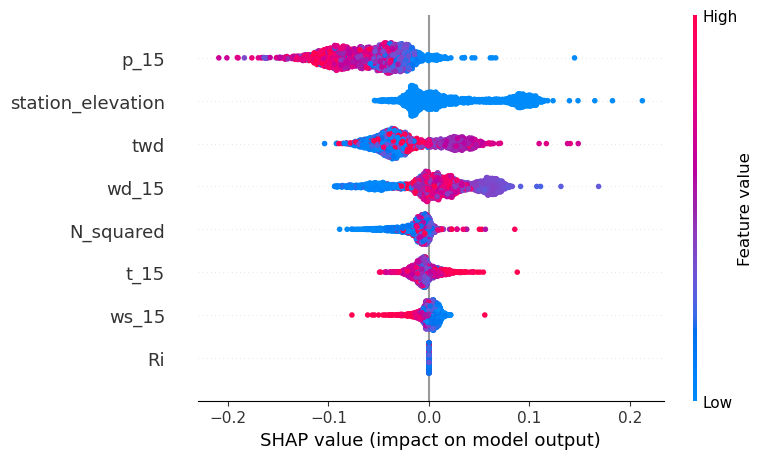 High
p_15
station_elevation
twd
wd_15
N_squared
t_15
ws_15
Ri
Feature value
Low
−0.2 −0.1 0.0 0.1 0.2
SHAP value (impact on model output)